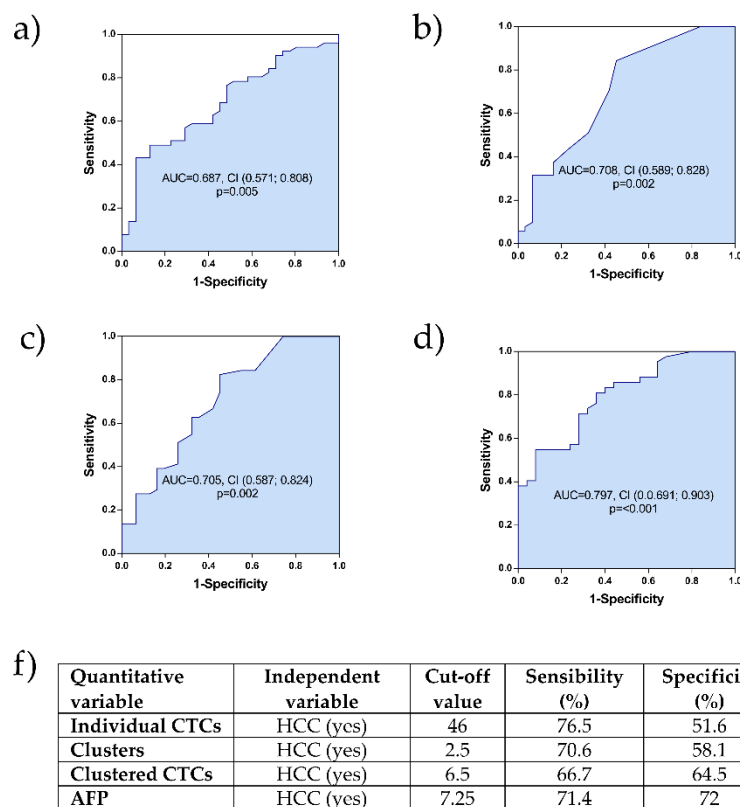 a)
1.0
0.8
0.6
0.4
0.2
0.0
Sensitivity
AUC=0.687, CI (0.571; 0.808)
p=0.005
0.0 0.2 0.4 0.6 0.8 1.0
1-Specificity
b)
1.0
0.8
0.6
0.4
0.2
0.0
Sensitivity
AUC=0.708, CI (0.589; 0.828)
p=0.002
0.0 0.2 0.4 0.6 0.8 1.0
1-Specificity
c)
1.0
0.8
0.6
0.4
0.2
0.0
Sensitivity
AUC=0.705, CI (0.587; 0.824)
p=0.002
0.0 0.2 0.4 0.6 0.8 1.0
1-Specificity
d)
1.0
0.8
0.6
0.4
0.2
0.0
Sensitivity
AUC=0.797, CI (0.0.691; 0.903)
p=<0.001
0.0 0.2 0.4 0.6 0.8 1.0
1-Specificity
f)
Quantitative Independent Cut-off Sensibility Specifici
variable variable value (%) (%)
Individual CTCs HCC (yes) 46 76.5 51.6
Clusters HCC (yes) 2.5 70.6 58.1
Clustered CTCs HCC (yes) 6.5 66.7 64.5
AFP HCC (yes) 7.25 71.4 72